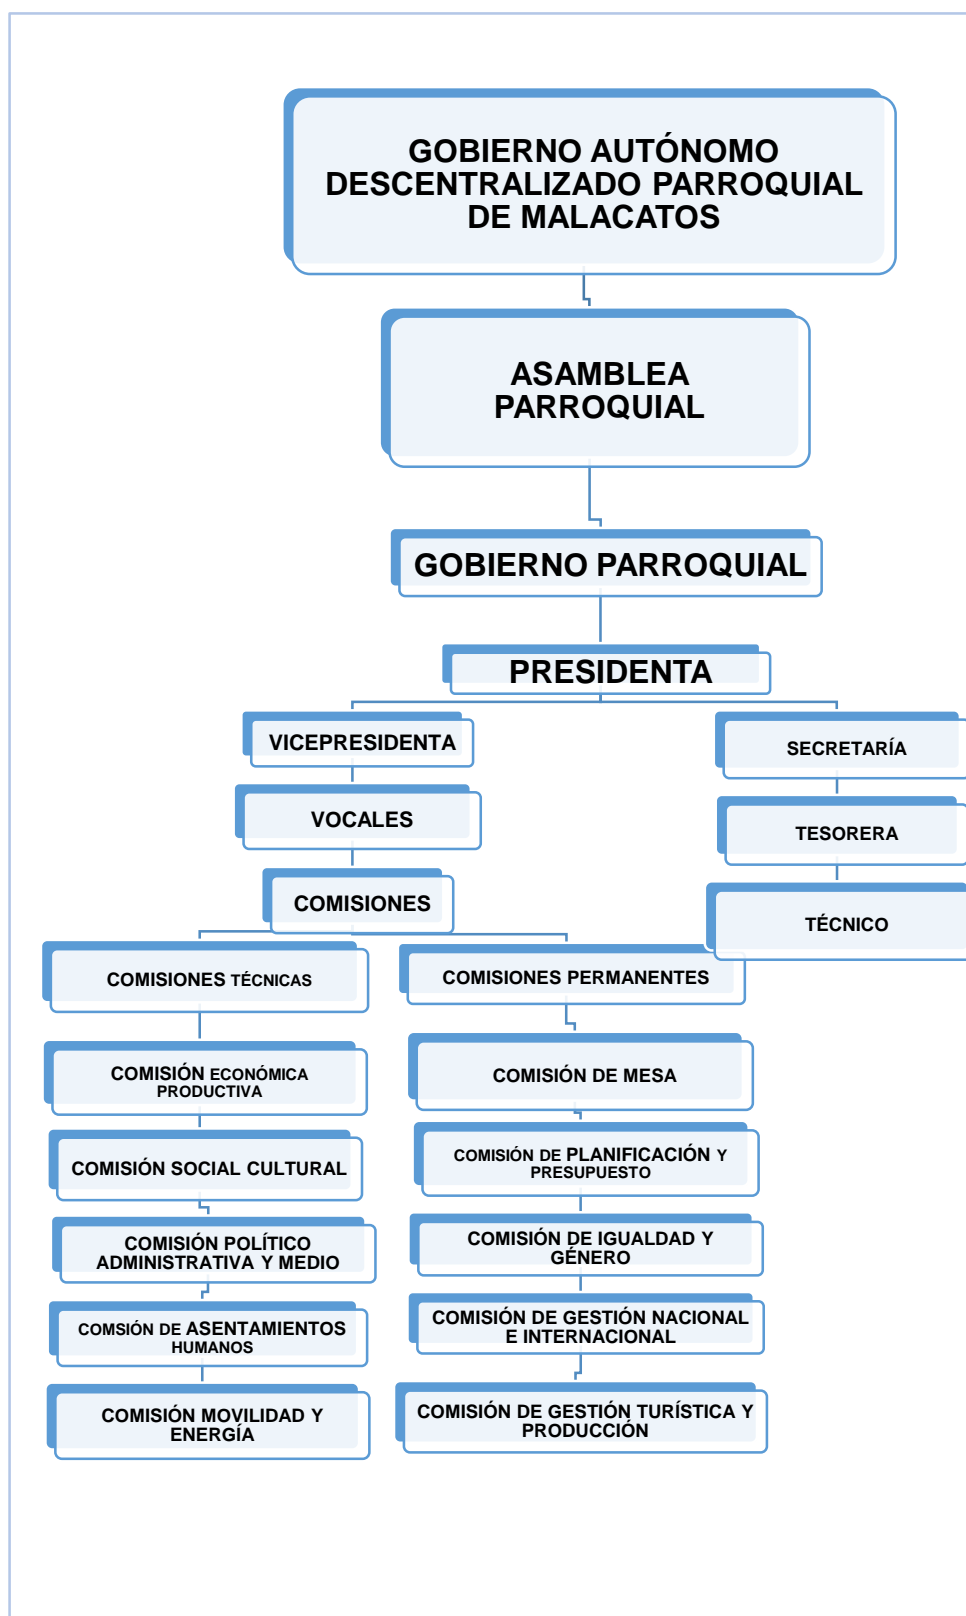 GOBIERNO AUTÓNOMO
DESCENTRALIZADO PARROQUIAL
DE MALACATOS
ASAMBLEA
PARROQUIAL
GOBIERNO PARROQUIAL
PRESIDENTA
VICEPRESIDENTA
VOCALES
COMISIONES
SECRETARÍA
TESORERA
TÉCNICO
COMISIONES TÉCNICAS
COMISIÓN ECONÓMICA
PRODUCTIVA
COMISIÓN SOCIAL CULTURAL
COMISIÓN POLÍTICO
ADMINISTRATIVA Y MEDIO
COMSIÓN DE ASENTAMIENTOS
HUMANOS
COMISIÓN MOVILIDAD Y
ENERGÍA
COMISIONES PERMANENTES
COMISIÓN DE MESA
COMISIÓN DE PLANIFICACIÓN Y
PRESUPUESTO
COMISIÓN DE IGUALDAD Y
GÉNERO
COMISIÓN DE GESTIÓN NACIONAL
E INTERNACIONAL
COMISIÓN DE GESTIÓN TURÍSTICA Y
PRODUCCIÓN